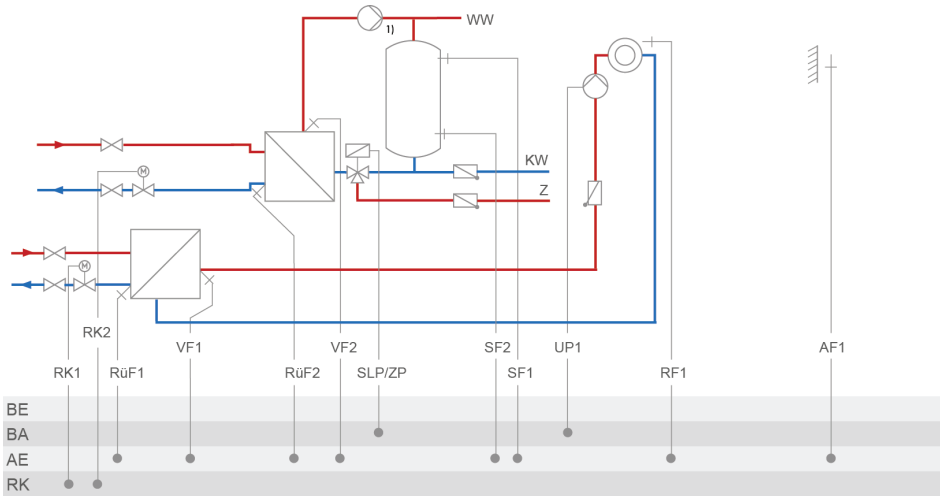 WW
1)
M
KW
Z
M
RK2
VF1
VF2
SF2
UP1
AF1
RK1
RüF1
RüF2
SLP/ZP
SF1
RF1
BE
BA
AE
RK